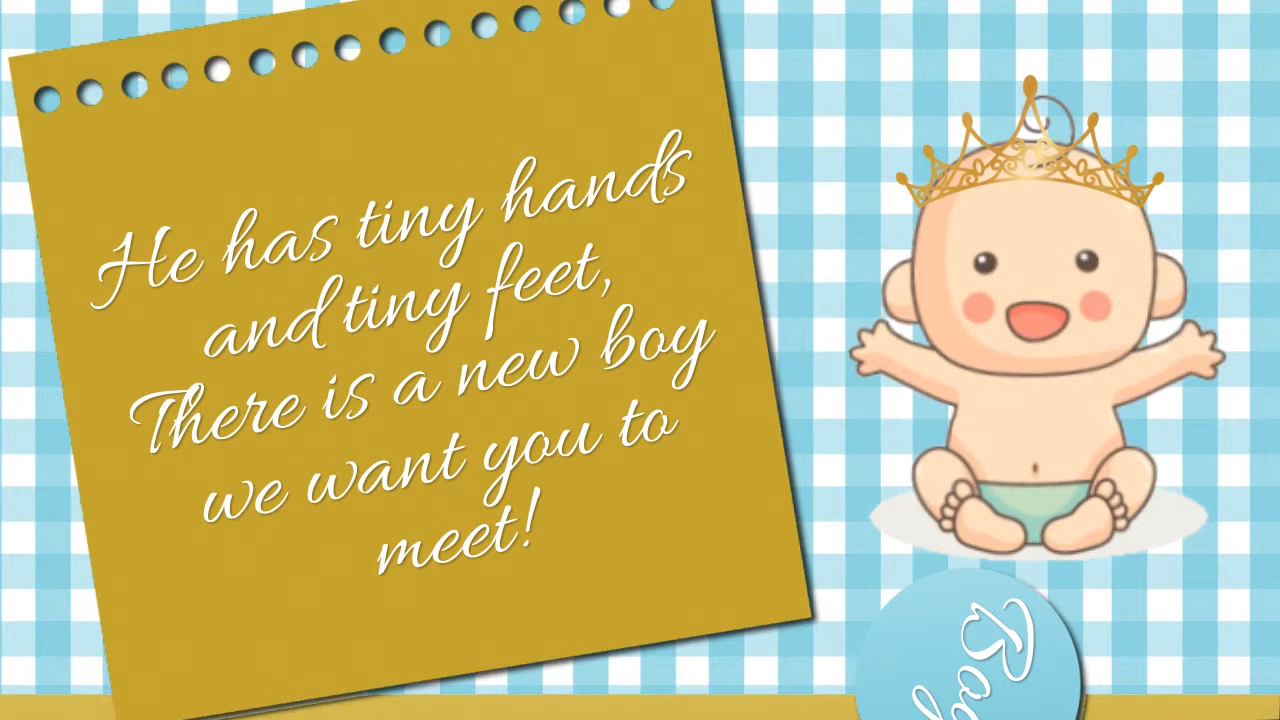 He has tiny hands
and tiny feet,
There is a new boy
we want you to
meet!